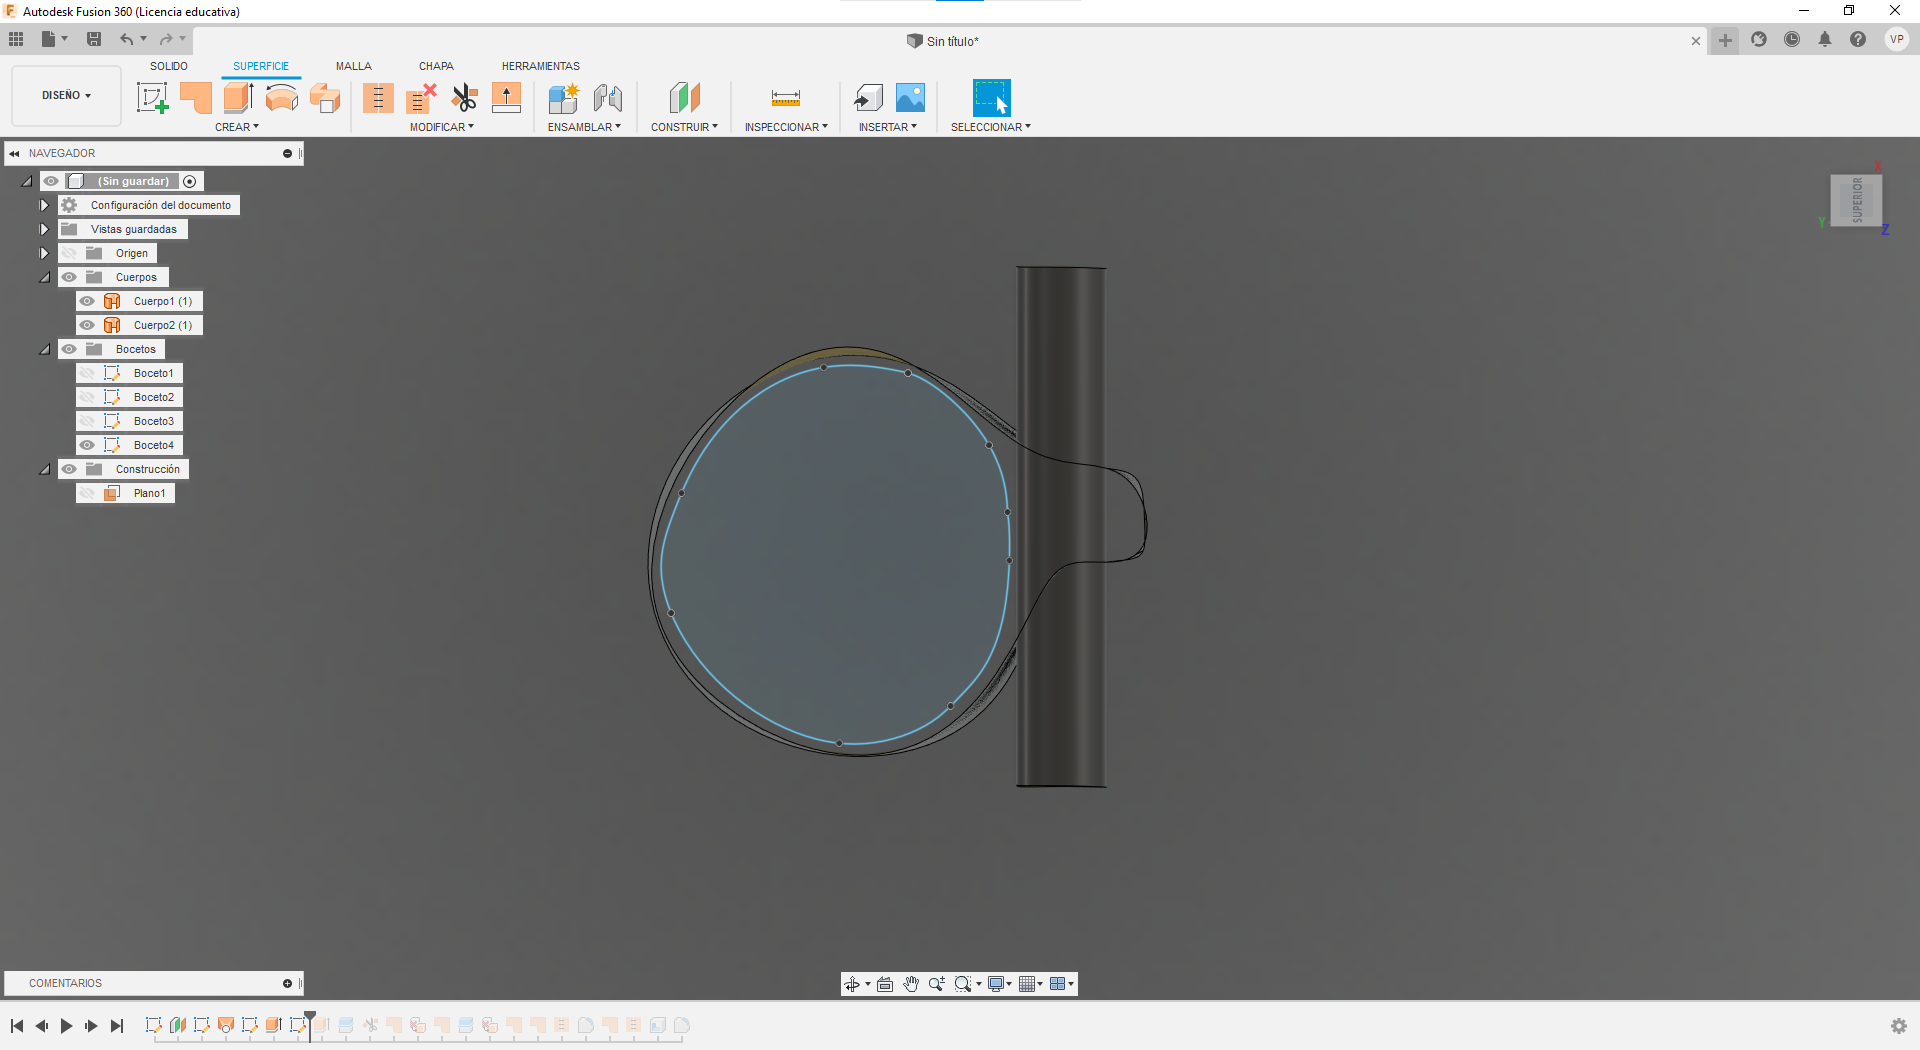 Autodesk Fusion 360 (Licencia educativa)
Sin título*
VP
SOLIDO
SUPERFICIE
MALLA
CHAPA
HERRAMIENTAS
DISEÑO
CREAR
MODIFICAR
ENSAMBLAR
CONSTRUIR
INSPECCIONAR
INSERTAR
SELECCIONAR
NAVEGADOR
(Sin guardar)
Configuración del documento
Vistas guardadas
Origen
Cuerpos
Cuerpo1 (1)
Cuerpo2 (1)
Bocetos
Boceto1
Boceto2
Boceto3
Boceto4
Construcción
Plano1
X
SUPERIOR
Y
Z
COMENTARIOS